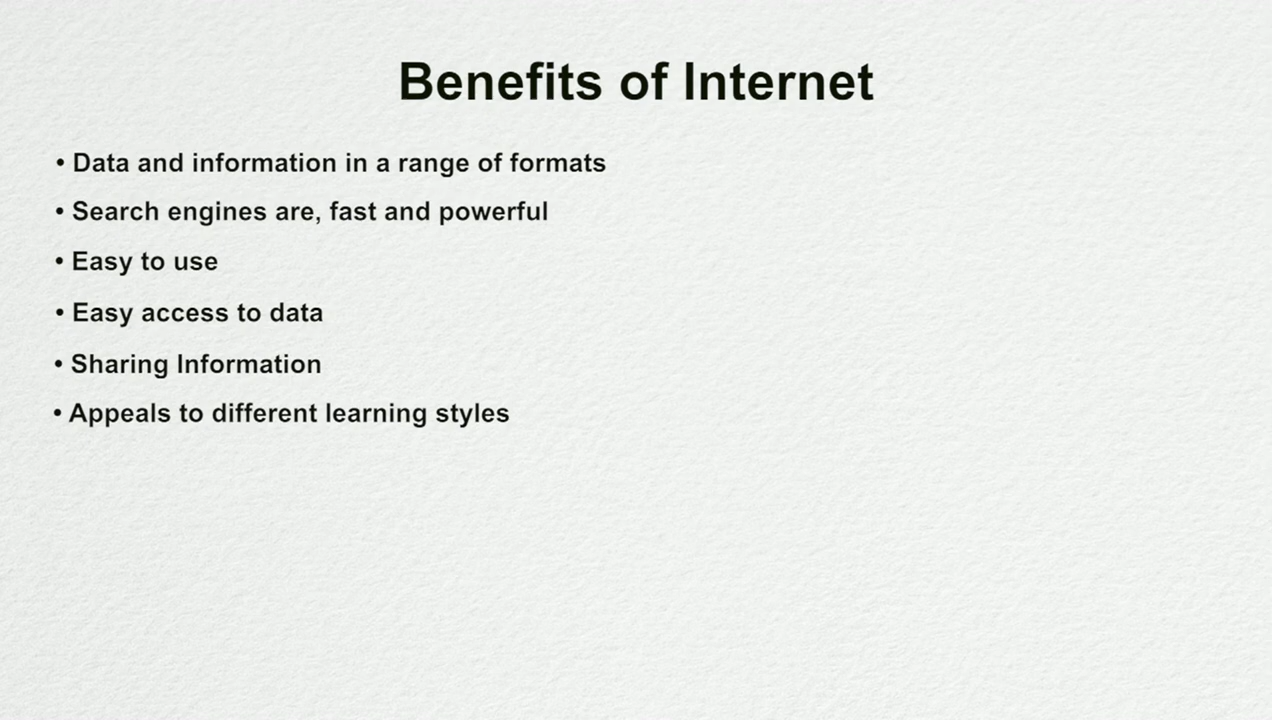 Benefits of Internet
• Data and information in a range of formats
• Search engines are, fast and powerful
• Easy to use
• Easy access to data
• Sharing Information
• Appeals to different learning styles